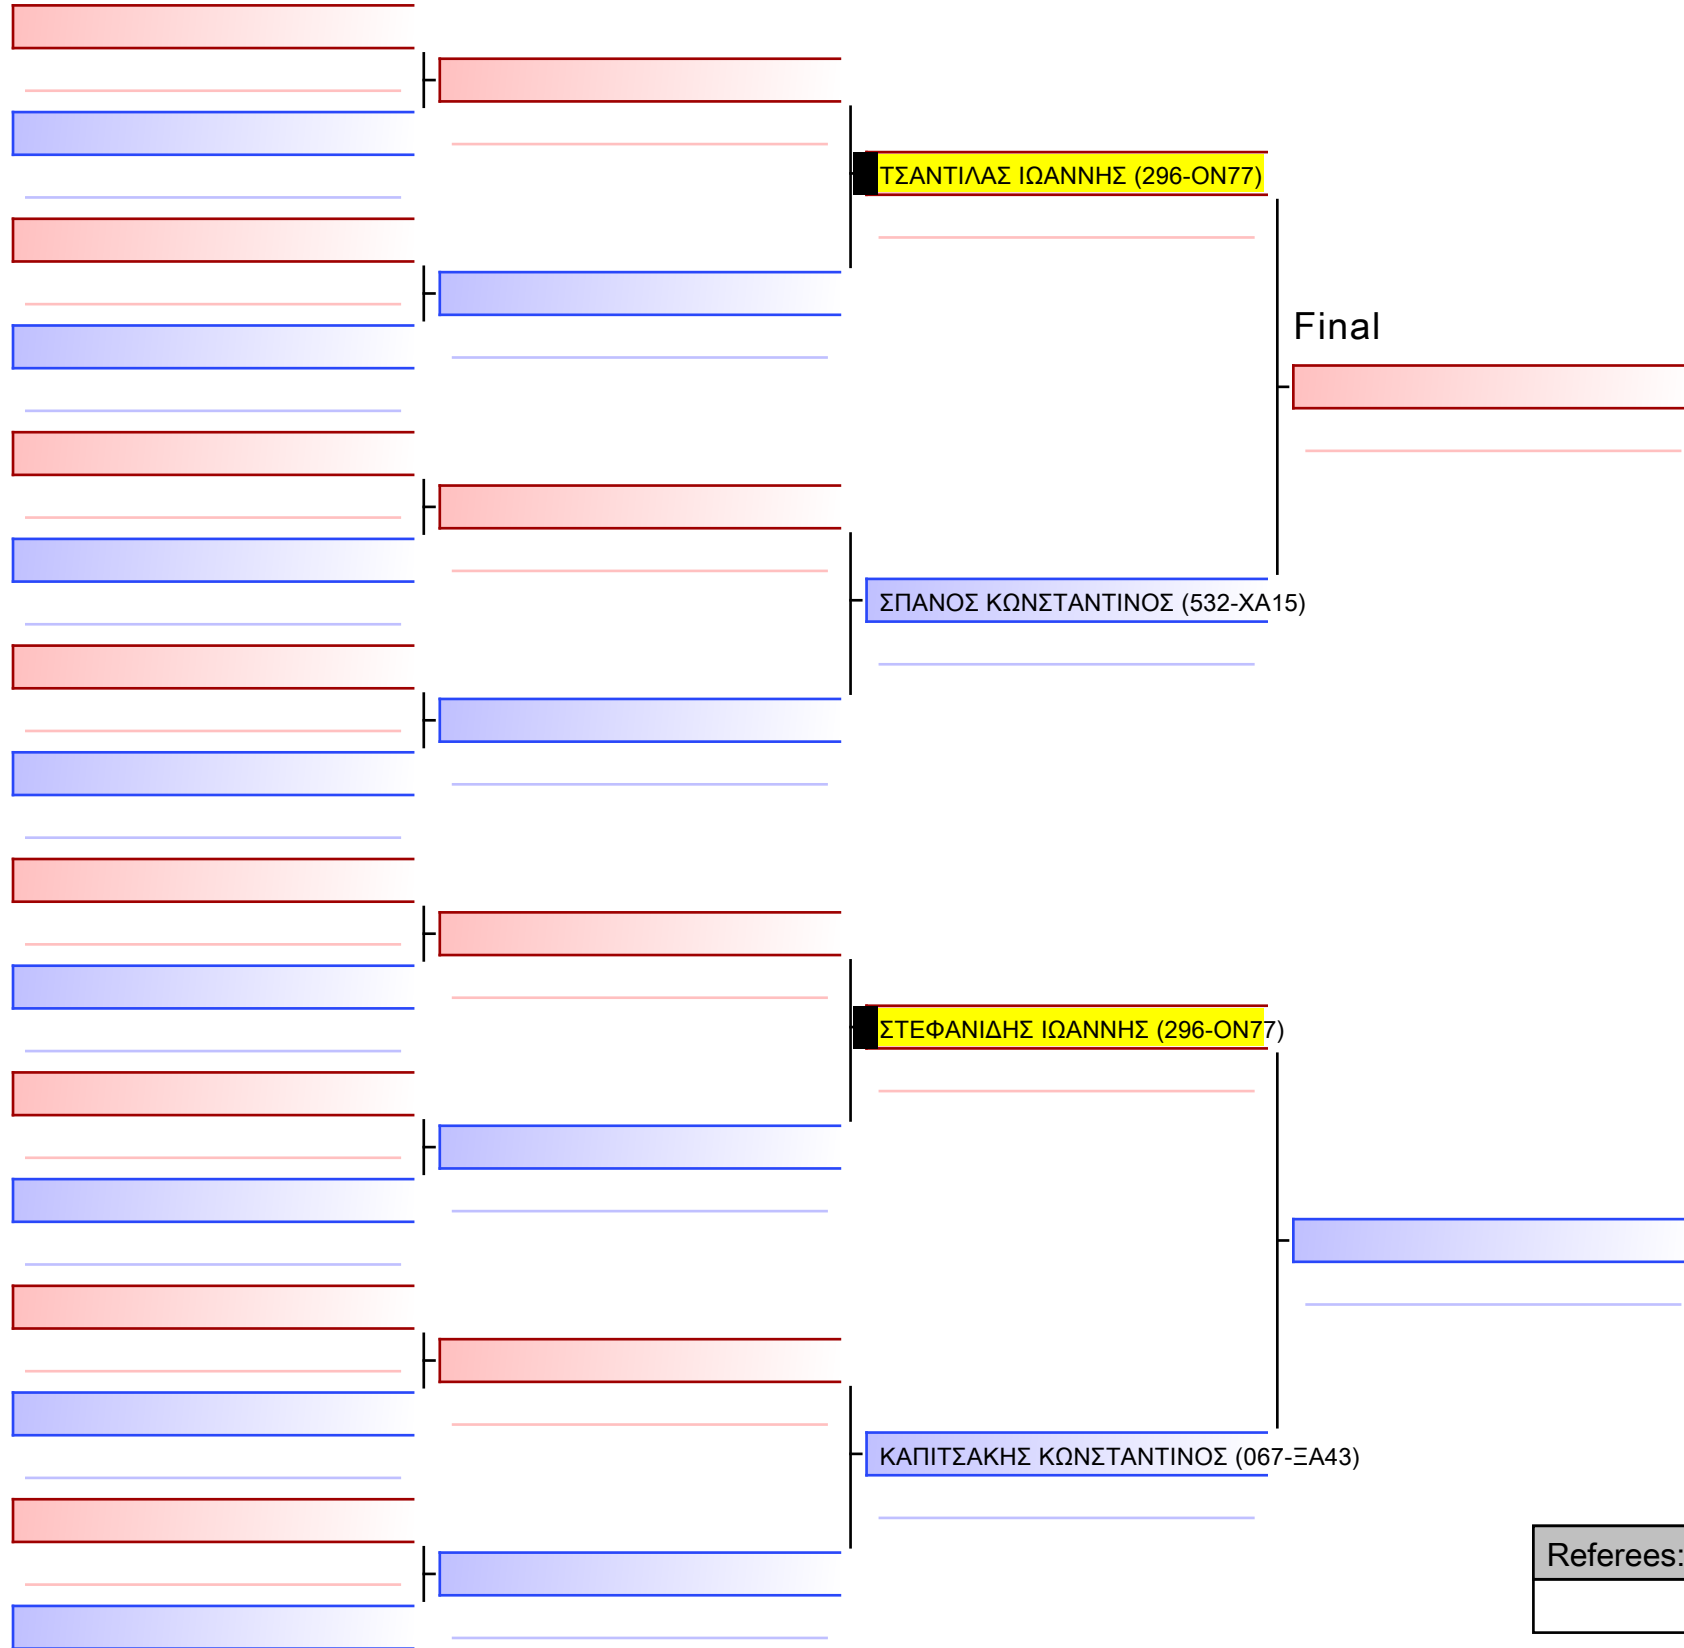 ΤΣΑΝΤΙΛΑΣ ΙΩΑΝΝΗΣ (296-ΟΝ77)
Final
ΣΠΑΝΟΣ ΚΩΝΣΤΑΝΤΙΝΟΣ (532-ΧΑ15)
ΣΤΕΦΑΝΙΔΗΣ ΙΩΑΝΝΗΣ (296-ΟΝ77)
ΚΑΠΙΤΣΑΚΗΣ ΚΩΝΣΤΑΝΤΙΝΟΣ (067-ΞΑ43)
Referees: